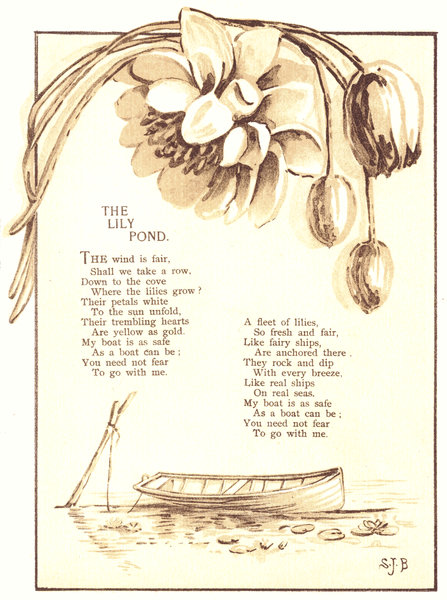 THE
LILY
POND.
THE wind is fair,
Shall we take a row,
Down to the cove
Where the lilies grow?
Their petals white
To the sun unfold,
Their trembling hearts
Are yellow as gold.
My boat is as safe
As a boat can be;
You need not fear
To go with me.
A fleet of lilies,
So fresh and fair,
Like fairy ships,
Are anchored there.
They rock and dip
With every breeze,
Like real ships
On real seas.
My boat is as safe
As a boat can be;
You need not fear
To go with me.
S.J.B